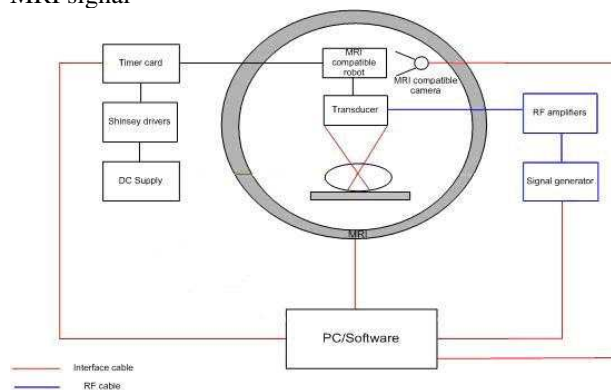 MRI signal
Timer card
MRI compatible
robot
MRI compatible
camera
Shinsey drivers
Transducer
RF amplifiers
DC Supply
Signal generator
MRI
PC/Software
Interface cable
RF cable